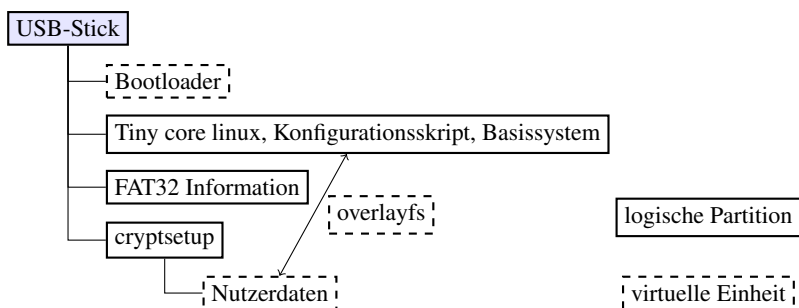 USB-Stick
Bootloader
Tiny core linux, Konfigurationsskript, Basissystem
FAT32 Information
overlayfs
logische Partition
cryptsetup
Nutzerdaten
virtuelle Einheit